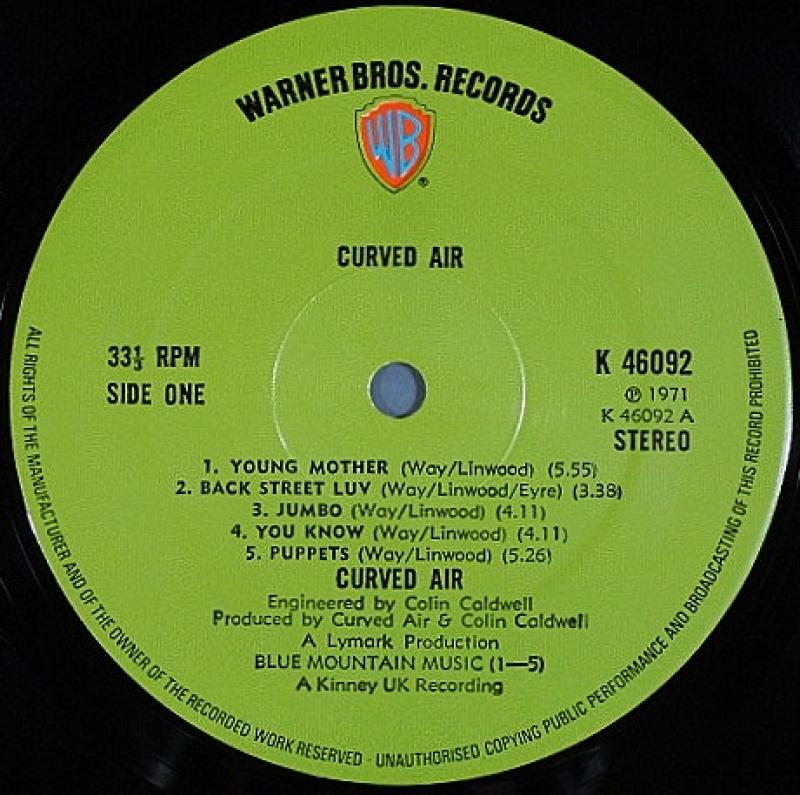 WARNER BROS. RECORDS
WB
®
CURVED AIR
33⅓ RPM
SIDE ONE
K 46092
℗ 1971
K 46092 A
STEREO
1. YOUNG MOTHER (Way/Linwood) (5.55)
2. BACK STREET LUV (Way/Linwood/Eyre) (3.38)
3. JUMBO (Way/Linwood) (4.11)
4. YOU KNOW (Way/Linwood) (4.11)
5. PUPPETS (Way/Linwood) (5.26)
CURVED AIR
Engineered by Colin Caldwell
Produced by Curved Air & Colin Caldwell
A Lymark Production
BLUE MOUNTAIN MUSIC (1—5)
A Kinney UK Recording
ALL RIGHTS OF THE MANUFACTURER AND OF THE OWNER OF THE RECORDED WORK RESERVED · UNAUTHORISED COPYING PUBLIC PERFORMANCE AND BROADCASTING OF THIS RECORD PROHIBITED